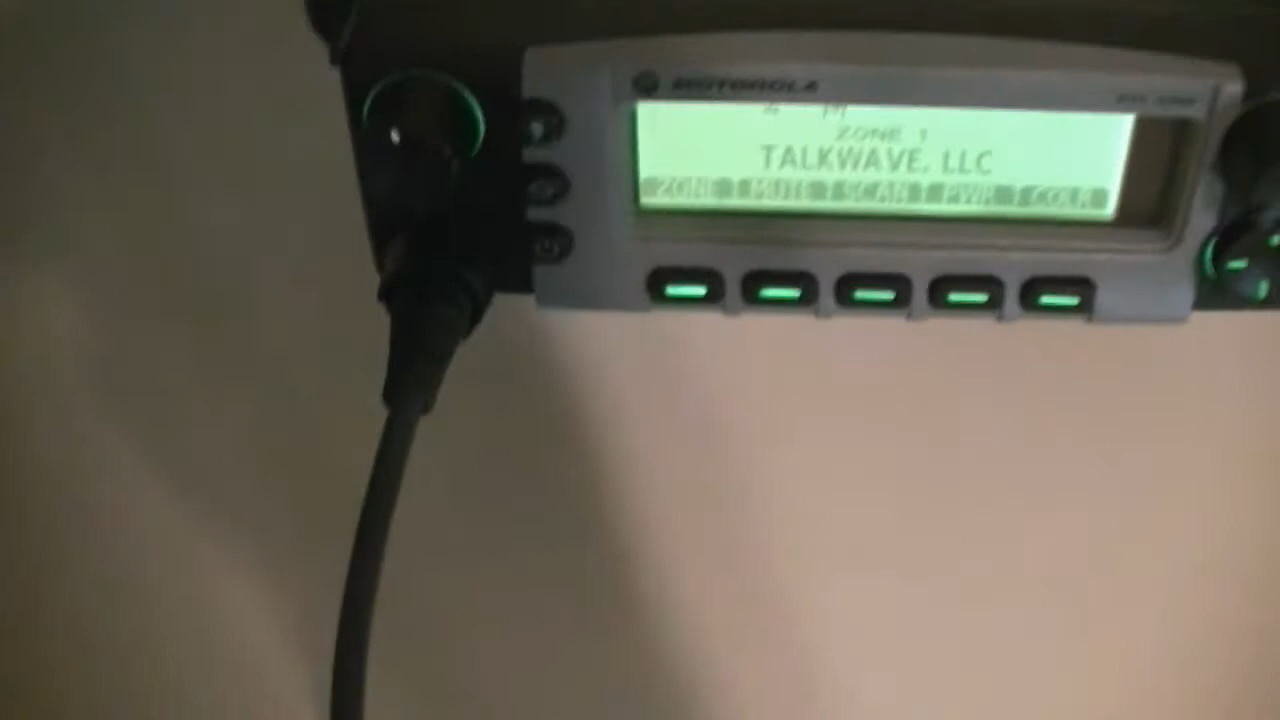 MOTOROLA
ZONE 1
TALKWAVE, LLC
ZONE MUTE SCAN PWR COLR